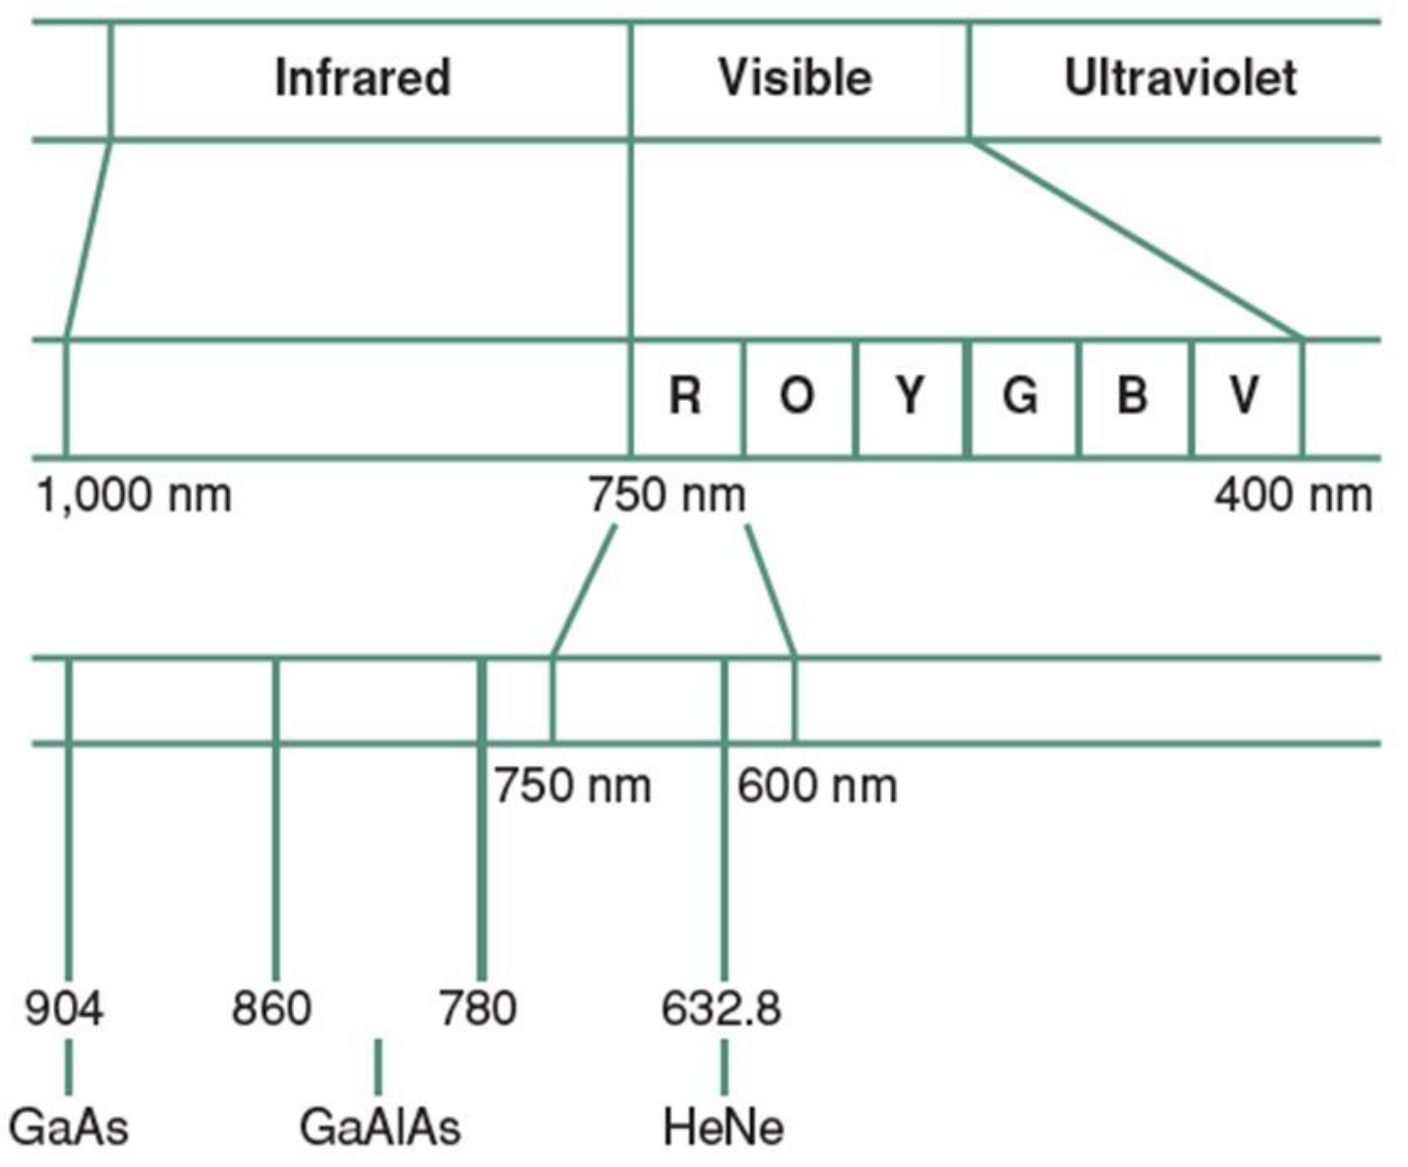 Infrared Visible Ultraviolet
R O Y G B V
1,000 nm 750 nm 400 nm
750 nm 600 nm
904 860 780 632.8
GaAs GaAlAs HeNe